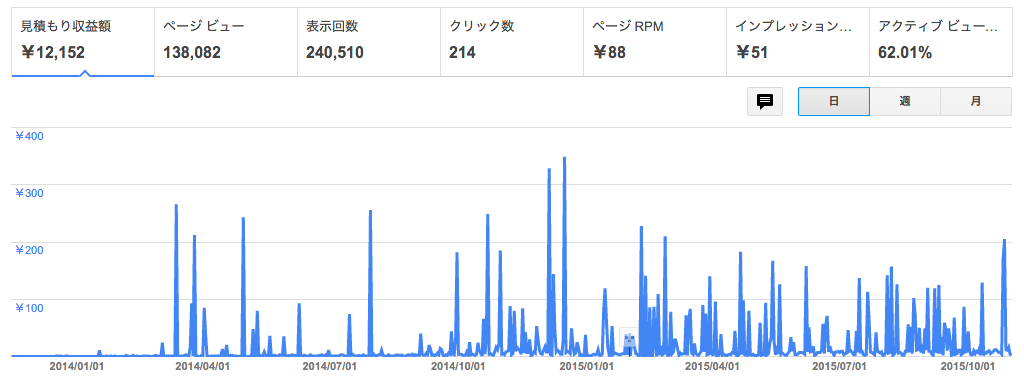 見積もり収益額
¥12,152
ページ ビュー
138,082
表示回数
240,510
クリック数
214
ページ RPM
¥88
インプレッション…
¥51
アクティブ ビュー…
62.01%
日
週
月
¥400
¥300
¥200
¥100
2014/01/01
2014/04/01
2014/07/01
2014/10/01
2015/01/01
2015/04/01
2015/07/01
2015/10/01